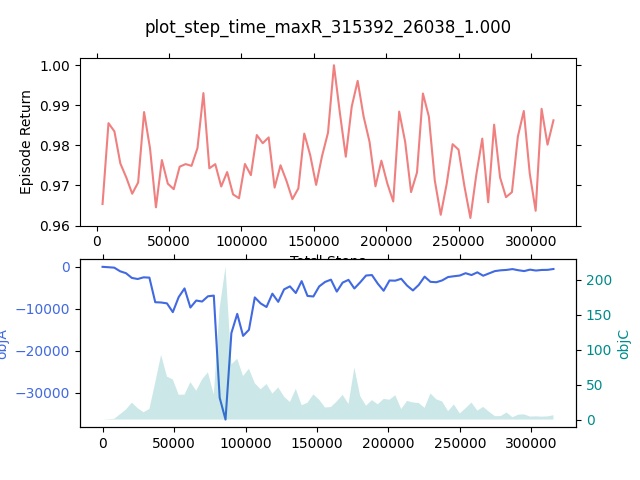 plot_step_time_maxR_315392_26038_1.000
1.00
0.99
0.98
0.97
0.96
Episode Return
0 50000 100000 150000 200000 250000 300000
Total Steps
0
−10000
−20000
−30000
objA
200
150
100
50
0
objC
0 50000 100000 150000 200000 250000 300000